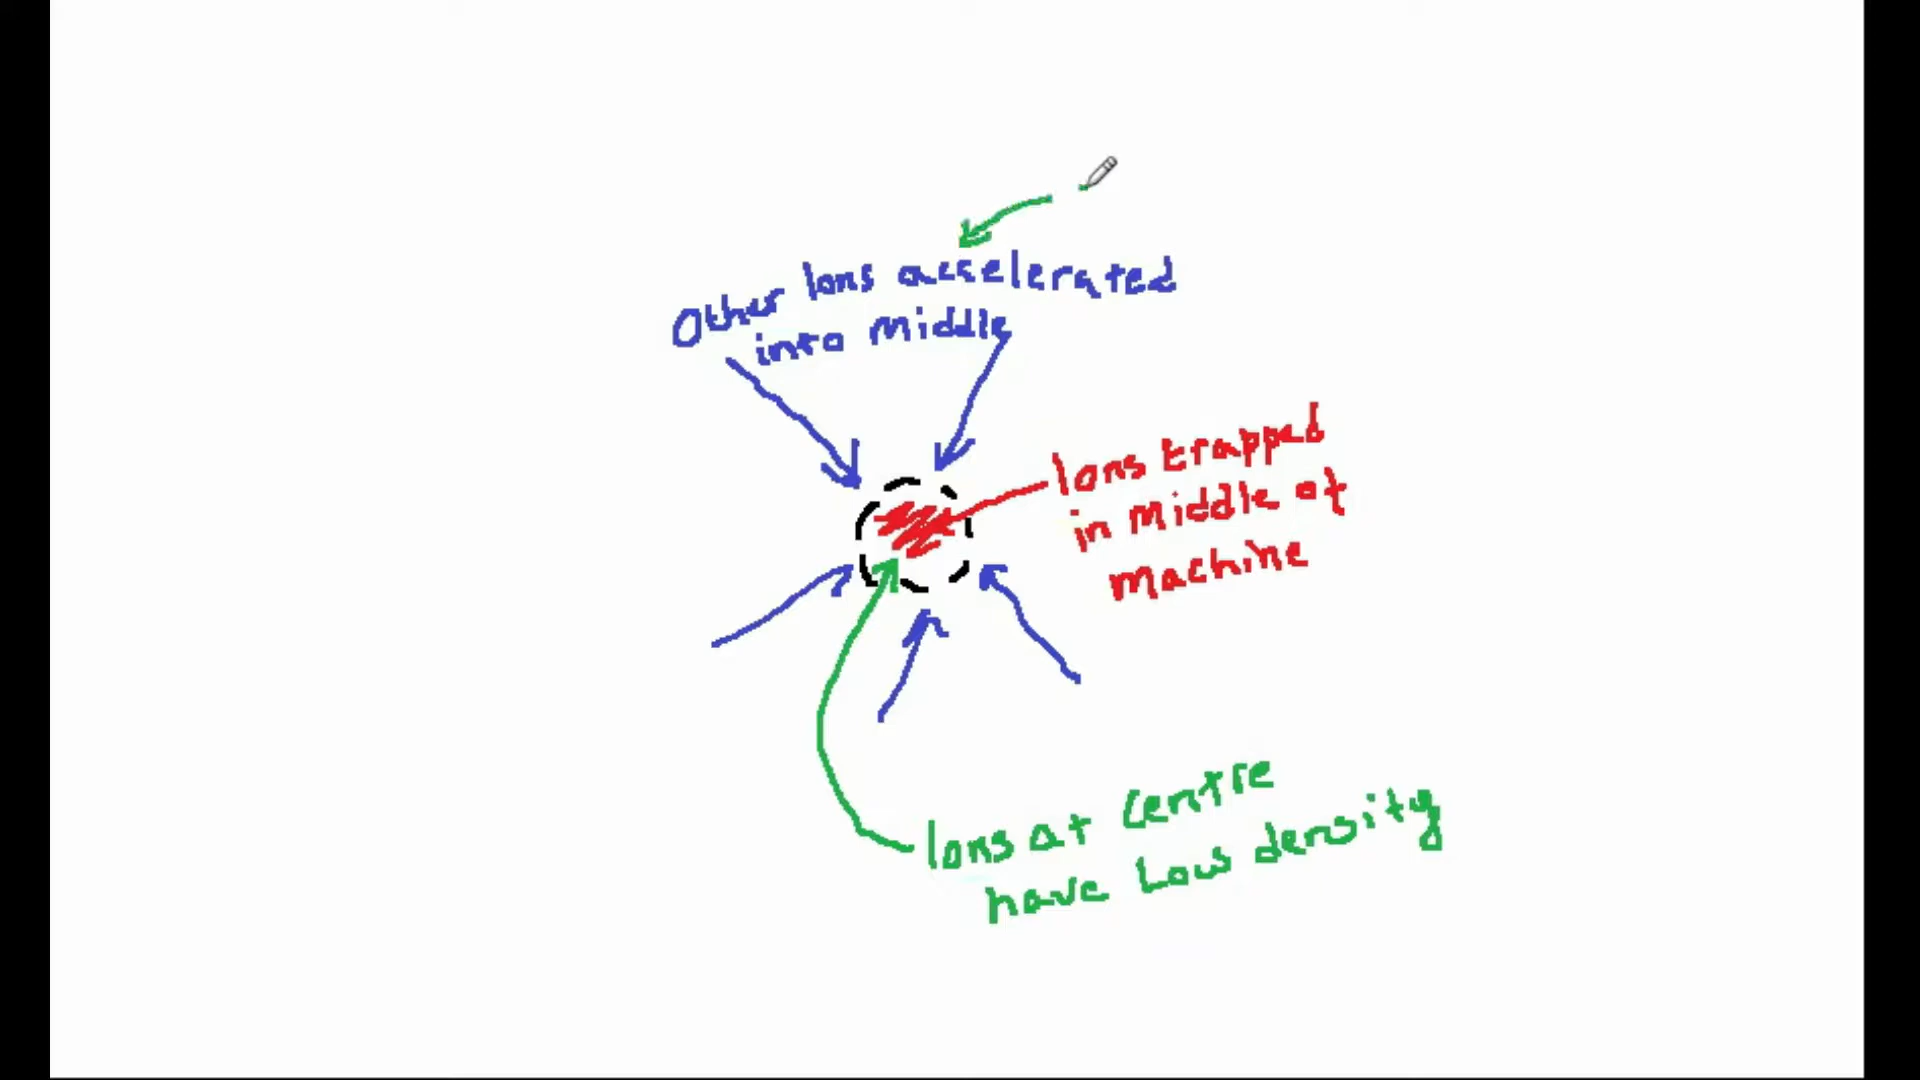 Other Ions accelerated
into middle
Ions trapped
in middle of
machine
Ions at centre
have Low density